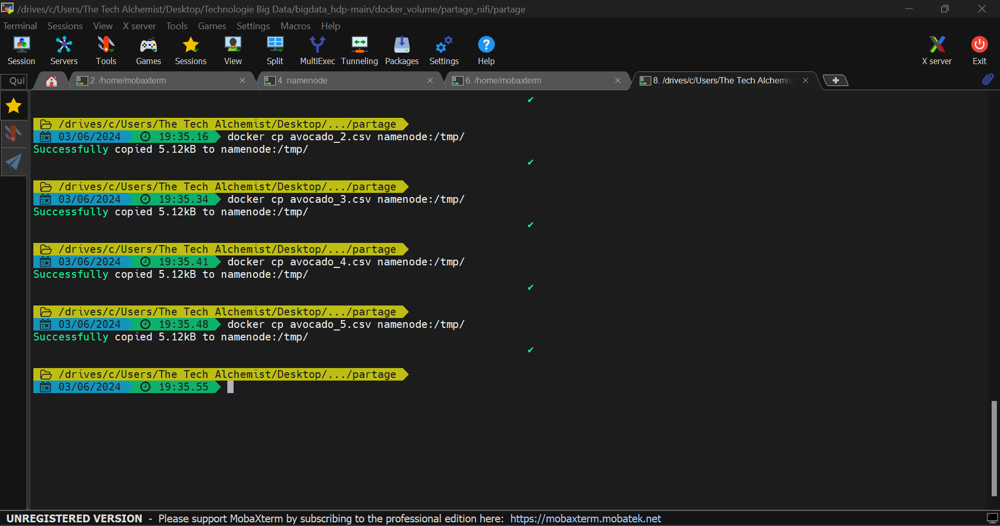 /drives/c/Users/The Tech Alchemist/Desktop/Technologie Big Data/bigdata_hdp-main/docker_volume/partage_nifi/partage
Terminal Sessions View X server Tools Games Settings Macros Help
Session Servers Tools Games Sessions View Split MultiExec Tunneling Packages Settings Help X server Exit
Qui 2. /home/mobaxterm 4. namenode 6. /home/mobaxterm 8. /drives/c/Users/The Tech Alchemis
/drives/c/Users/The Tech Alchemist/Desktop/.../partage
03/06/2024 19:35.16 docker cp avocado_2.csv namenode:/tmp/
Successfully copied 5.12kB to namenode:/tmp/
/drives/c/Users/The Tech Alchemist/Desktop/.../partage
03/06/2024 19:35.34 docker cp avocado_3.csv namenode:/tmp/
Successfully copied 5.12kB to namenode:/tmp/
/drives/c/Users/The Tech Alchemist/Desktop/.../partage
03/06/2024 19:35.41 docker cp avocado_4.csv namenode:/tmp/
Successfully copied 5.12kB to namenode:/tmp/
/drives/c/Users/The Tech Alchemist/Desktop/.../partage
03/06/2024 19:35.48 docker cp avocado_5.csv namenode:/tmp/
Successfully copied 5.12kB to namenode:/tmp/
/drives/c/Users/The Tech Alchemist/Desktop/.../partage
03/06/2024 19:35.55
UNREGISTERED VERSION - Please support MobaXterm by subscribing to the professional edition here: https://mobaxterm.mobatek.net